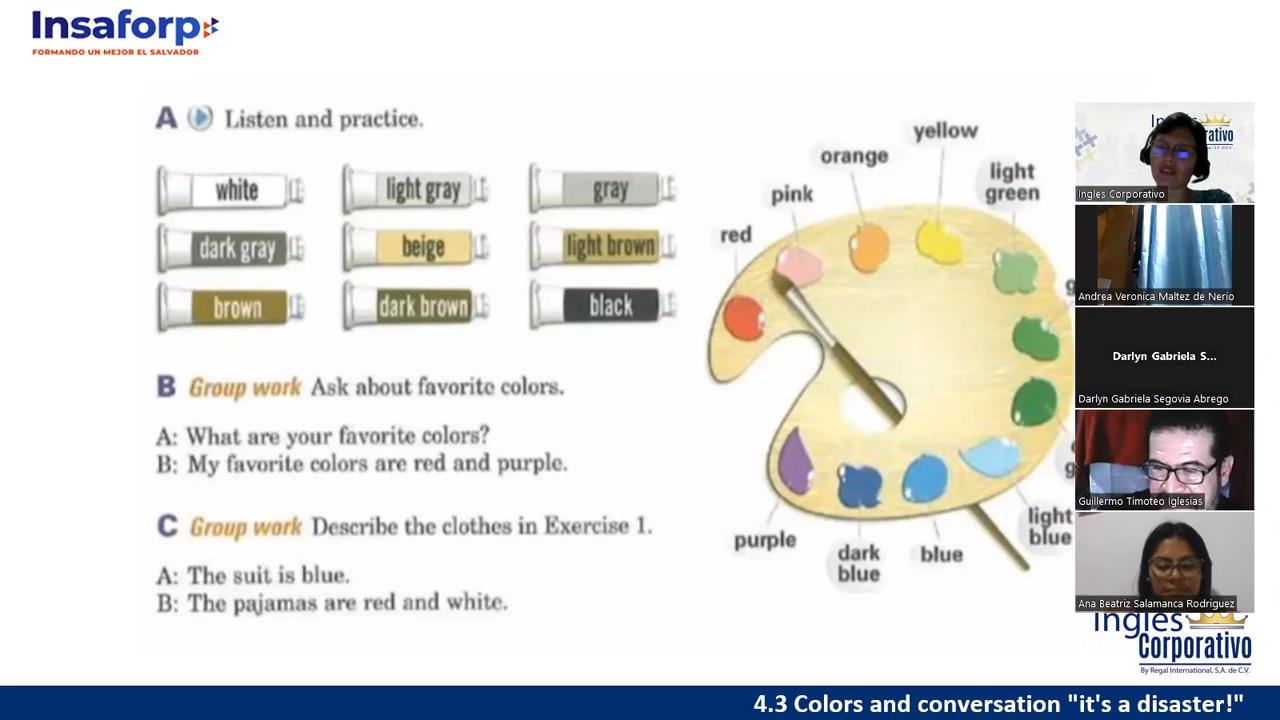 Insaforp
FORMANDO UN MEJOR EL SALVADOR
A Listen and practice.
white
light gray
gray
dark gray
beige
light brown
brown
dark brown
black
B Group work Ask about favorite colors.
A: What are your favorite colors?
B: My favorite colors are red and purple.
C Group work Describe the clothes in Exercise 1.
A: The suit is blue.
B: The pajamas are red and white.
red
pink
orange
yellow
light
green
purple
dark
blue
blue
light
blue
Ingles Corporativo
Andrea Veronica Maltez de Nerio
Darlyn Gabriela S...
Darlyn Gabriela Segovia Abrego
Guillermo Timoteo Iglesias
Ana Beatriz Salamanca Rodriguez
Ingles
Corporativo
By Regal International, S.A. de C.V.
4.3 Colors and conversation "it's a disaster!"